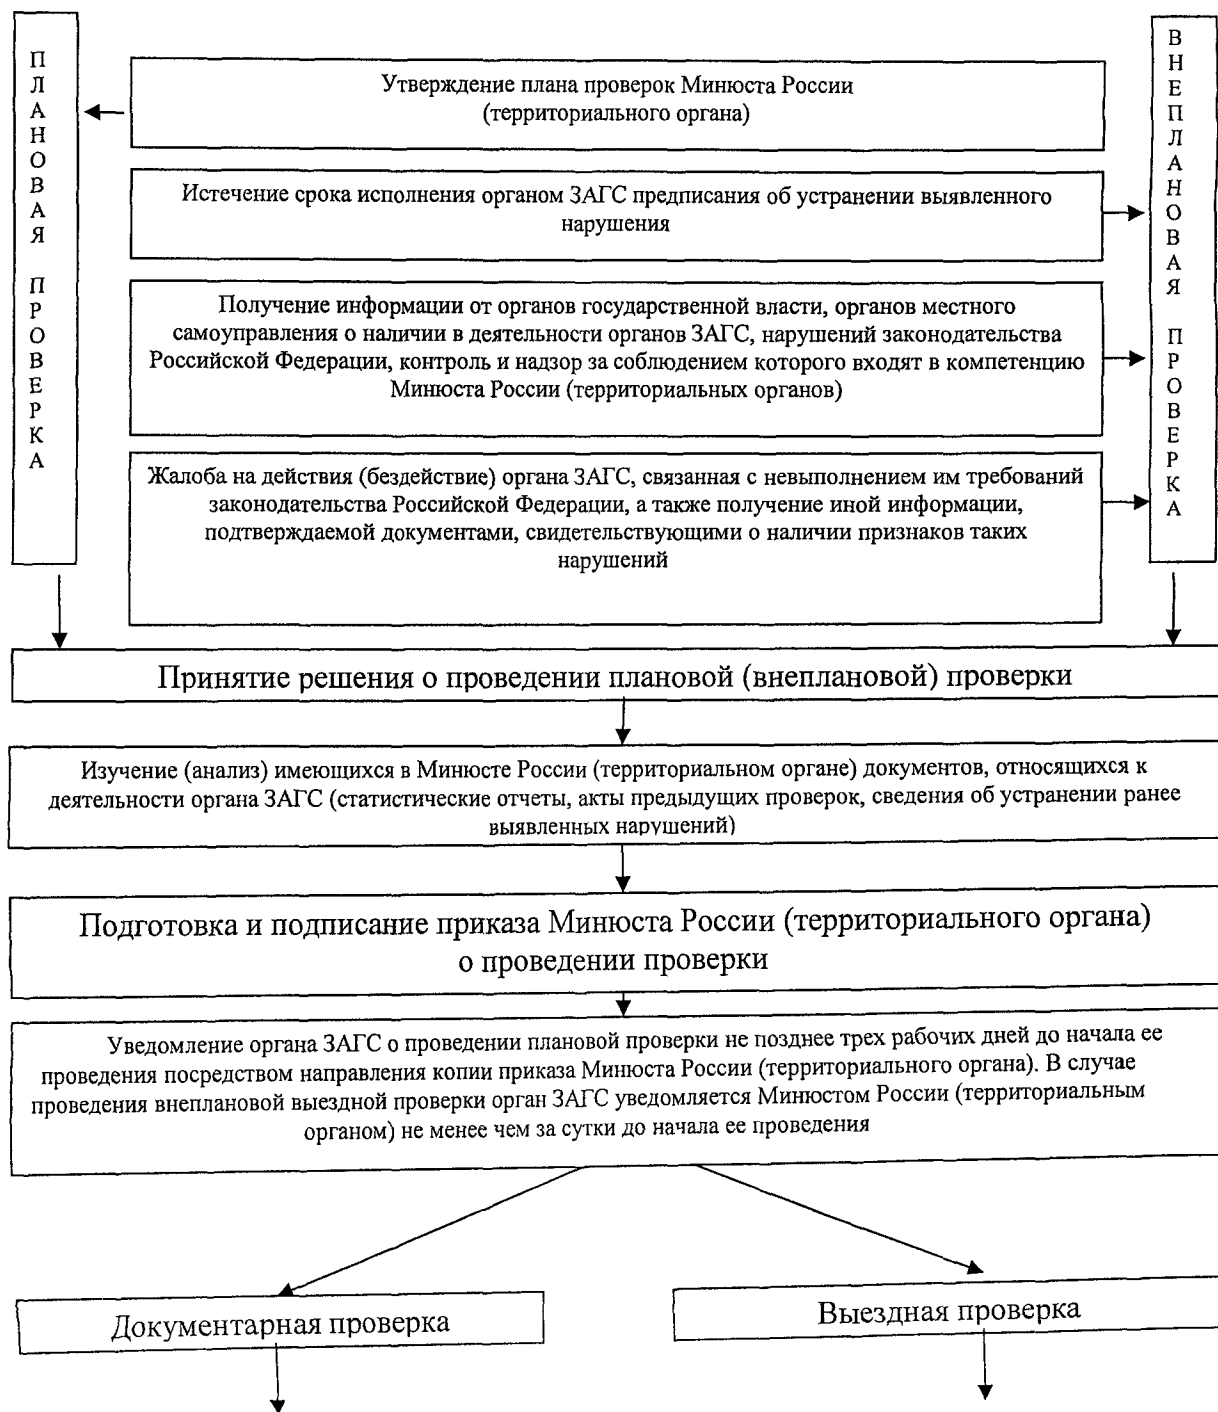 ПЛАНОВАЯ ПРОВЕРКА
Утверждение плана проверок Минюста России
(территориального органа)
Истечение срока исполнения органом ЗАГС предписания об устранении выявленного
нарушения
Получение информации от органов государственной власти, органов местного
самоуправления о наличии в деятельности органов ЗАГС, нарушений законодательства
Российской Федерации, контроль и надзор за соблюдением которого входят в компетенцию
Минюста России (территориальных органов)
Жалоба на действия (бездействие) органа ЗАГС, связанная с невыполнением им требований
законодательства Российской Федерации, а также получение иной информации,
подтверждаемой документами, свидетельствующими о наличии признаков таких
нарушений
ВНЕПЛАНОВАЯ ПРОВЕРКА
Принятие решения о проведении плановой (внеплановой) проверки
Изучение (анализ) имеющихся в Минюсте России (территориальном органе) документов, относящихся к
деятельности органа ЗАГС (статистические отчеты, акты предыдущих проверок, сведения об устранении ранее
выявленных нарушений)
Подготовка и подписание приказа Минюста России (территориального органа)
о проведении проверки
Уведомление органа ЗАГС о проведении плановой проверки не позднее трех рабочих дней до начала ее
проведения посредством направления копии приказа Минюста России (территориального органа). В случае
проведения внеплановой выездной проверки орган ЗАГС уведомляется Минюстом России (территориальным
органом) не менее чем за сутки до начала ее проведения
Документарная проверка
Выездная проверка